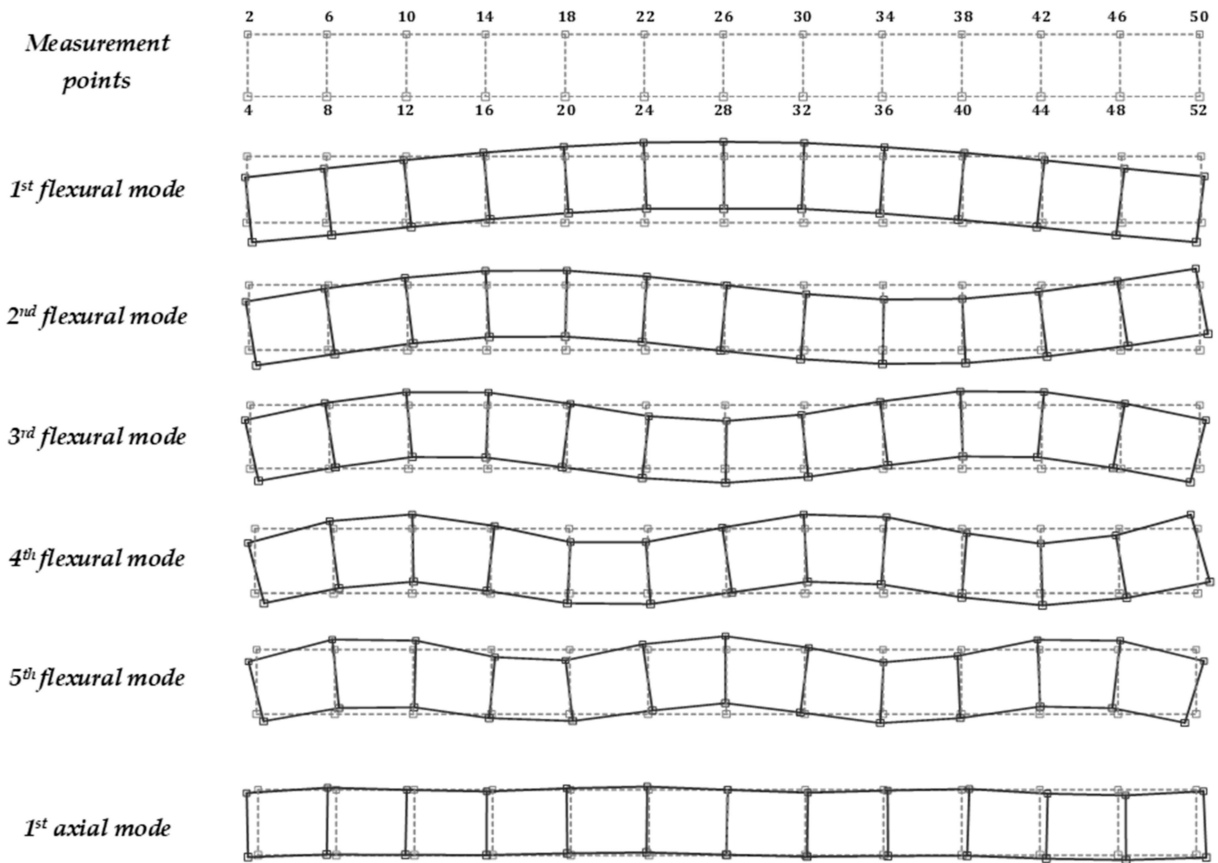 2 6 10 14 18 22 26 30 34 38 42 46 50
Measurement
points
4 8 12 16 20 24 28 32 36 40 44 48 52
1st flexural mode
2nd flexural mode
3rd flexural mode
4th flexural mode
5th flexural mode
1st axial mode